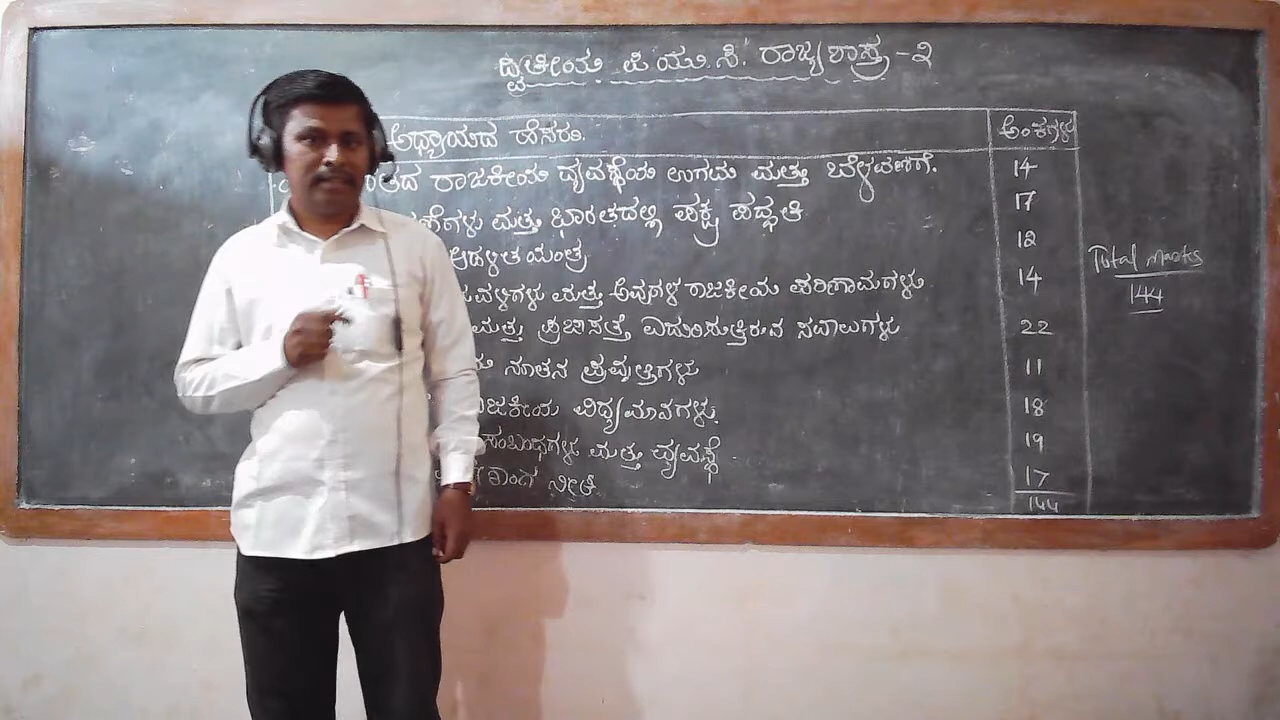 ದ್ವಿತೀಯ ಪಿ.ಯು.ಸಿ. ರಾಜ್ಯಶಾಸ್ತ್ರ-೨
ಅಧ್ಯಾಯದ ಹೆಸರು. ಅಂಕಗಳು
ರಾಜಕೀಯ ವ್ಯವಸ್ಥೆಯ ಉಗಮ ಮತ್ತು ಬೆಳವಣಿಗೆ. 14
ಮತ್ತು ಭಾರತದಲ್ಲಿ ಪಕ್ಷ ಪದ್ಧತಿ 17
ಆಡಳಿತ ಯಂತ್ರ 12
ಮತ್ತು ಅವುಗಳ ರಾಜಕೀಯ ಪರಿಣಾಮಗಳು 14
ಮತ್ತು ಪ್ರಜಾಸತ್ತೆ ಎದುರಿಸುತ್ತಿರುವ ಸವಾಲುಗಳು 22
ನೂತನ ಪ್ರವೃತ್ತಿಗಳು 11
ವಿದ್ಯಮಾನಗಳು. 18
ಸಂಬಂಧಗಳು ಮತ್ತು ವ್ಯವಸ್ಥೆ 19
ನೀತಿ 17
144
Total marks
144